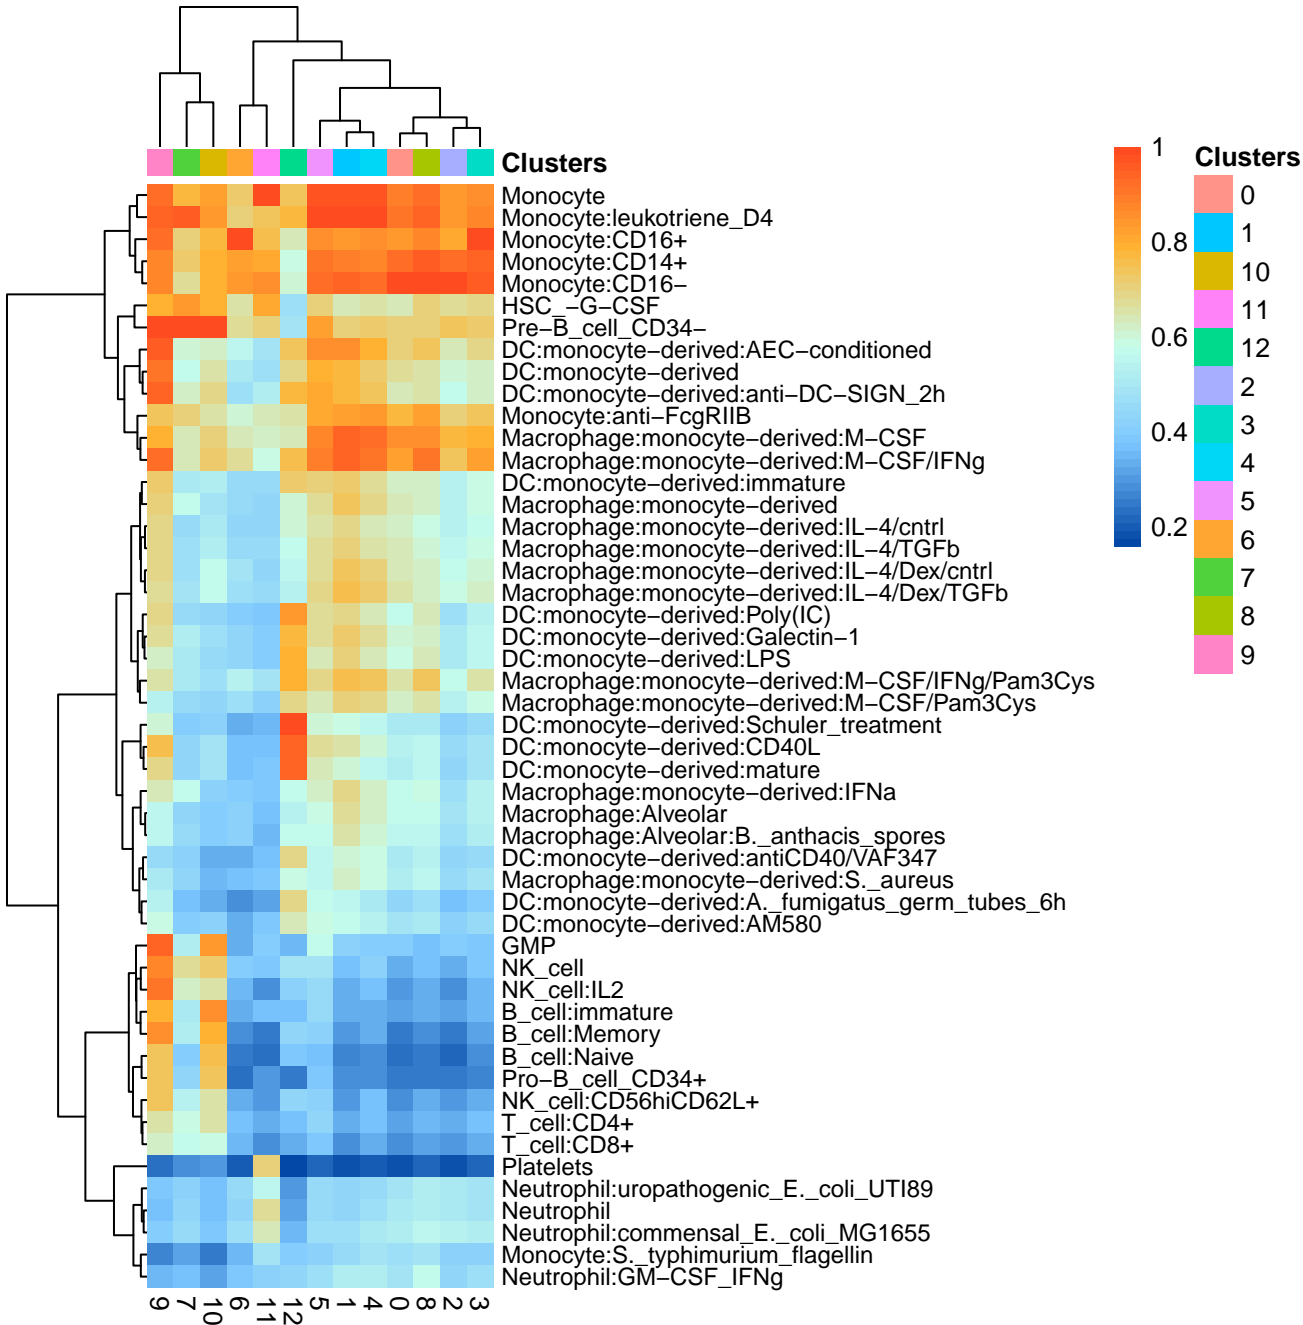 Clusters
Monocyte
Monocyte:leukotriene_D4
Monocyte:CD16+
Monocyte:CD14+
Monocyte:CD16−
HSC_−G−CSF
Pre−B_cell_CD34−
DC:monocyte−derived:AEC−conditioned
DC:monocyte−derived
DC:monocyte−derived:anti−DC−SIGN_2h
Monocyte:anti−FcgRIIB
Macrophage:monocyte−derived:M−CSF
Macrophage:monocyte−derived:M−CSF/IFNg
DC:monocyte−derived:immature
Macrophage:monocyte−derived
Macrophage:monocyte−derived:IL−4/cntrl
Macrophage:monocyte−derived:IL−4/TGFb
Macrophage:monocyte−derived:IL−4/Dex/cntrl
Macrophage:monocyte−derived:IL−4/Dex/TGFb
DC:monocyte−derived:Poly(IC)
DC:monocyte−derived:Galectin−1
DC:monocyte−derived:LPS
Macrophage:monocyte−derived:M−CSF/IFNg/Pam3Cys
Macrophage:monocyte−derived:M−CSF/Pam3Cys
DC:monocyte−derived:Schuler_treatment
DC:monocyte−derived:CD40L
DC:monocyte−derived:mature
Macrophage:monocyte−derived:IFNa
Macrophage:Alveolar
Macrophage:Alveolar:B._anthacis_spores
DC:monocyte−derived:antiCD40/VAF347
Macrophage:monocyte−derived:S._aureus
DC:monocyte−derived:A._fumigatus_germ_tubes_6h
DC:monocyte−derived:AM580
GMP
NK_cell
NK_cell:IL2
B_cell:immature
B_cell:Memory
B_cell:Naive
Pro−B_cell_CD34+
NK_cell:CD56hiCD62L+
T_cell:CD4+
T_cell:CD8+
Platelets
Neutrophil:uropathogenic_E._coli_UTI89
Neutrophil
Neutrophil:commensal_E._coli_MG1655
Monocyte:S._typhimurium_flagellin
Neutrophil:GM−CSF_IFNg
9 7 10 6 11 12 5 1 4 0 8 2 3
1
0.8
0.6
0.4
0.2
Clusters
0
1
10
11
12
2
3
4
5
6
7
8
9